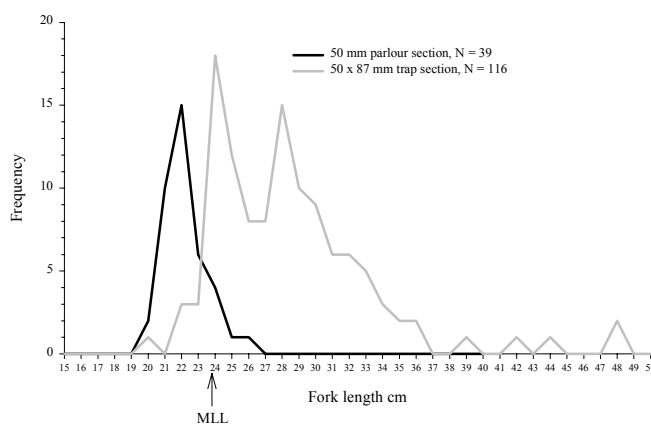 20
50 mm parlour section, N = 39
50 x 87 mm trap section, N = 116
15
10
5
0
Frequency
15 16 17 18 19 20 21 22 23 24 25 26 27 28 29 30 31 32 33 34 35 36 37 38 39 40 41 42 43 44 45 46 47 48 49
Fork length cm
MLL